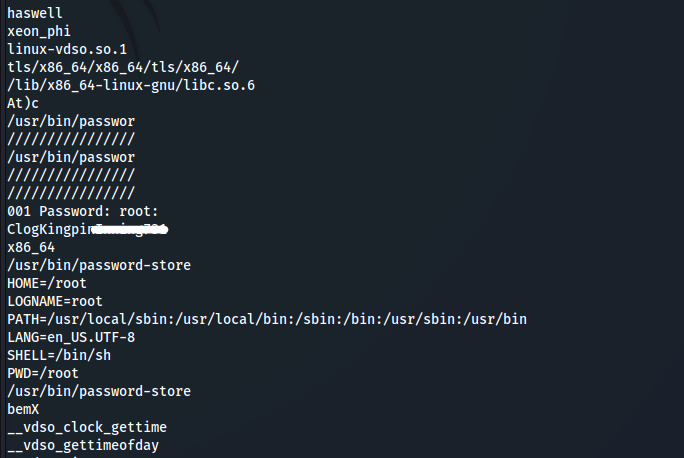 haswell
xeon_phi
linux-vdso.so.1
tls/x86_64/x86_64/tls/x86_64/
/lib/x86_64-linux-gnu/libc.so.6
At)c
/usr/bin/passwor
////////////////
/usr/bin/passwor
////////////////
////////////////
001 Password: root:
ClogKingpin
x86_64
/usr/bin/password-store
HOME=/root
LOGNAME=root
PATH=/usr/local/sbin:/usr/local/bin:/sbin:/bin:/usr/sbin:/usr/bin
LANG=en_US.UTF-8
SHELL=/bin/sh
PWD=/root
/usr/bin/password-store
bemX
__vdso_clock_gettime
__vdso_gettimeofday